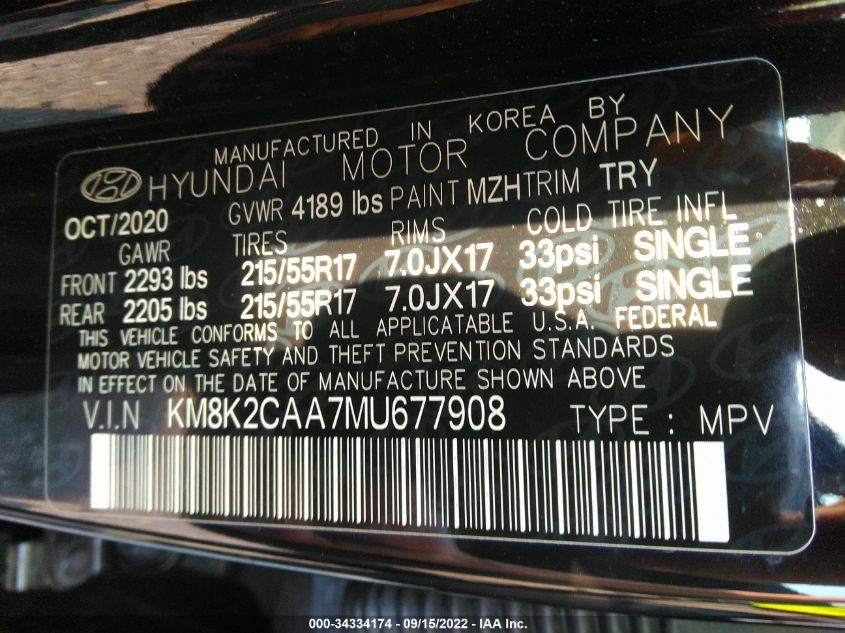 MANUFACTURED IN KOREA BY
HYUNDAI MOTOR COMPANY
OCT/2020 GVWR 4189 lbs PAINT MZH TRIM TRY
GAWR TIRES RIMS COLD TIRE INFL
FRONT 2293 lbs 215/55R17 7.0JX17 33psi SINGLE
REAR 2205 lbs 215/55R17 7.0JX17 33psi SINGLE
THIS VEHICLE CONFORMS TO ALL APPLICATABLE U.S.A. FEDERAL
MOTOR VEHICLE SAFETY AND THEFT PREVENTION STANDARDS
IN EFFECT ON THE DATE OF MANUFACTURE SHOWN ABOVE
V.I.N KM8K2CAA7MU677908 TYPE : MPV
000-34334174 - 09/15/2022 - IAA Inc.